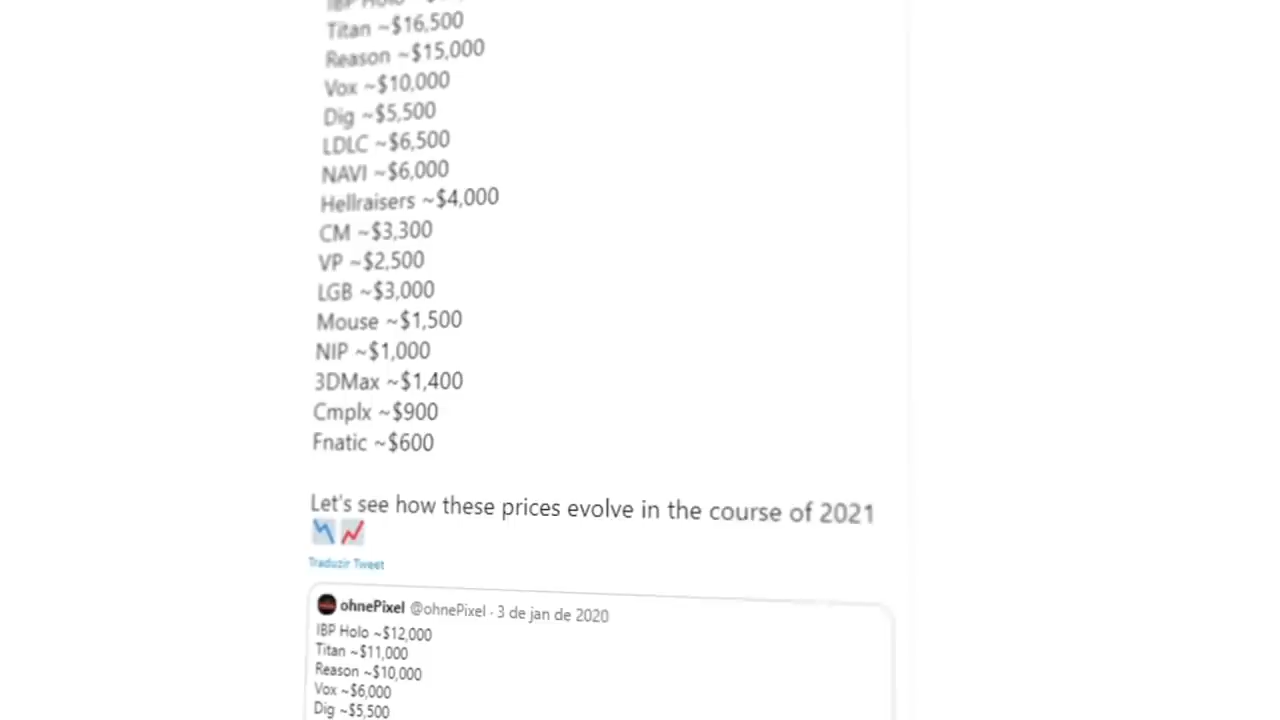 IBP Holo
Titan ~$16,500
Reason ~$15,000
Vox ~$10,000
Dig ~$5,500
LDLC ~$6,500
NAVI ~$6,000
Hellraisers ~$4,000
CM ~$3,300
VP ~$2,500
LGB ~$3,000
Mouse ~$1,500
NIP ~$1,000
3DMax ~$1,400
Cmplx ~$900
Fnatic ~$600
Let's see how these prices evolve in the course of 2021
📉📈
Traduzir Tweet
ohnePixel @ohnePixel · 3 de jan de 2020
IBP Holo ~$12,000
Titan ~$11,000
Reason ~$10,000
Vox ~$6,000
Dig ~$5,500